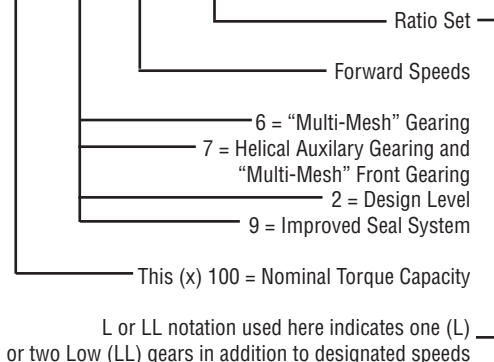 Ratio Set
Forward Speeds
6 = “Multi-Mesh” Gearing
7 = Helical Auxilary Gearing and
“Multi-Mesh” Front Gearing
2 = Design Level
9 = Improved Seal System
This (x) 100 = Nominal Torque Capacity
L or LL notation used here indicates one (L)
or two Low (LL) gears in addition to designated speeds